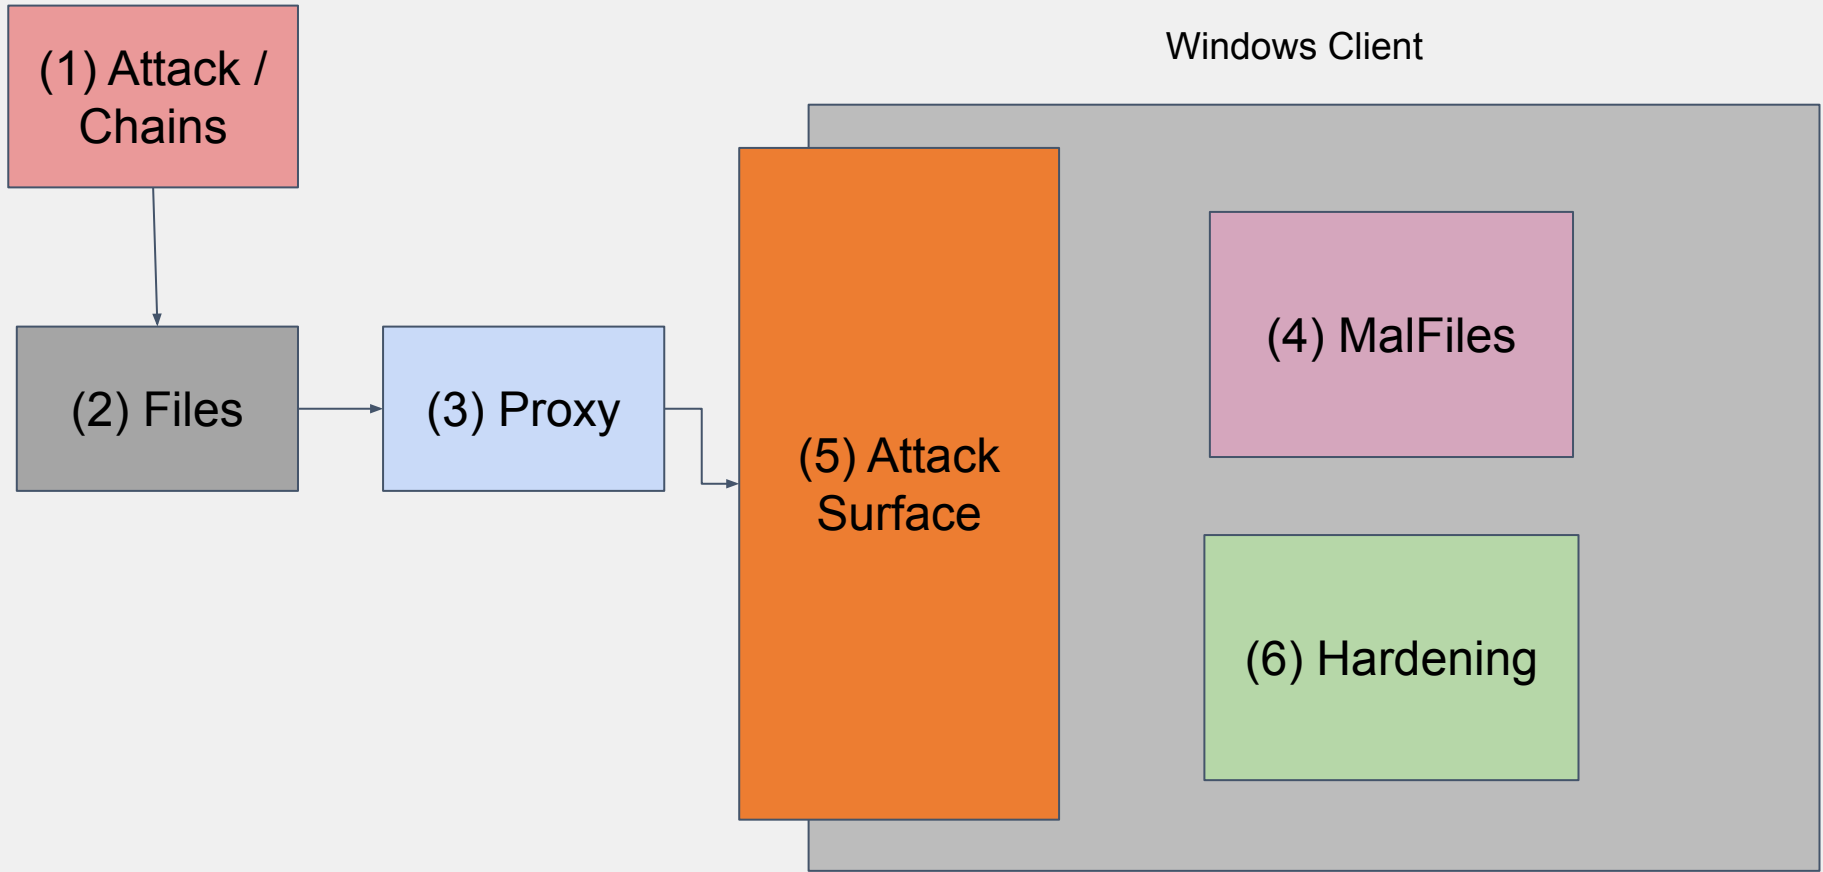 (1) Attack /
Chains
Windows Client
(2) Files
(3) Proxy
(5) Attack
Surface
(4) MalFiles
(6) Hardening